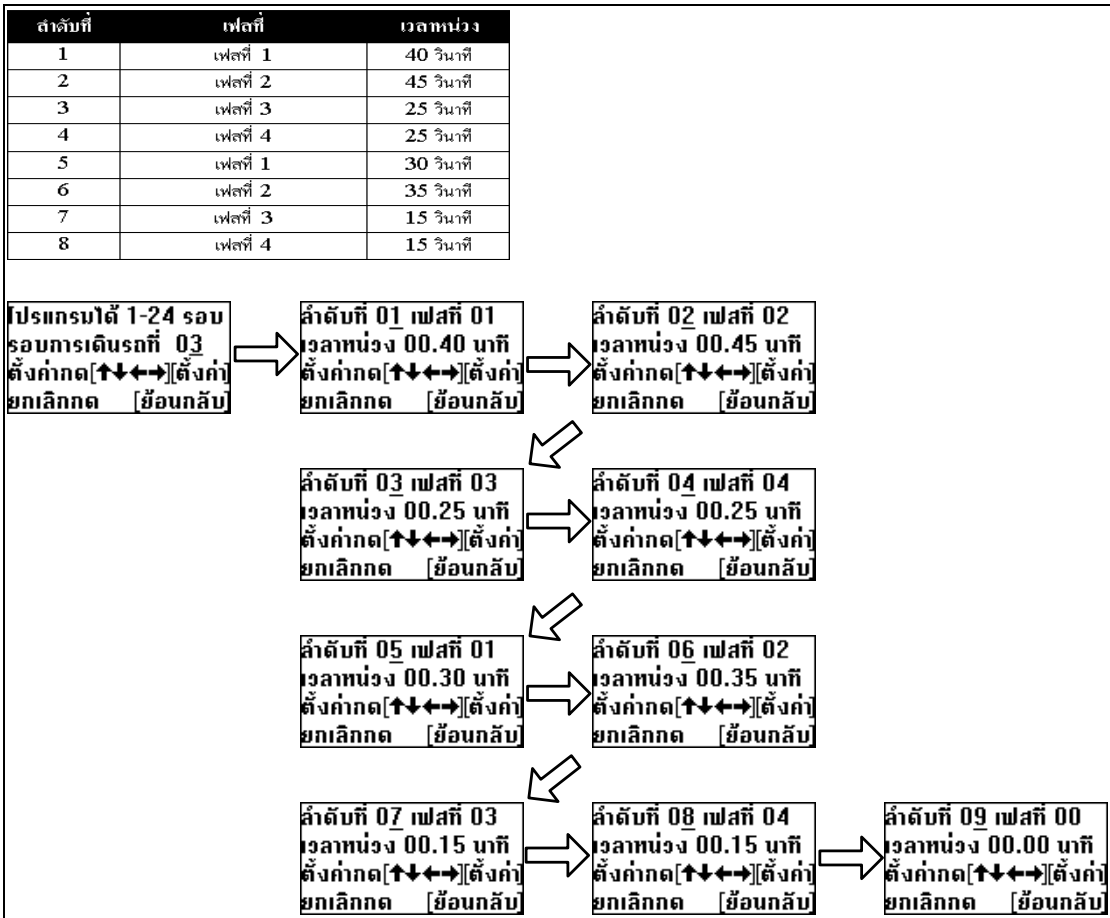 ลำดับที่ เฟสที่ เวลาหน่วง
1 เฟสที่ 1 40 วินาที
2 เฟสที่ 2 45 วินาที
3 เฟสที่ 3 25 วินาที
4 เฟสที่ 4 25 วินาที
5 เฟสที่ 1 30 วินาที
6 เฟสที่ 2 35 วินาที
7 เฟสที่ 3 15 วินาที
8 เฟสที่ 4 15 วินาที
โปรแกรมได้ 1-24 รอบ
รอบการเดินรถที่ 03
ตั้งค่ากด[↑↓←→][ตั้งค่า]
ยกเลิกกด [ย้อนกลับ]
ลำดับที่ 01 เฟสที่ 01
เวลาหน่วง 00.40 นาที
ตั้งค่ากด[↑↓←→][ตั้งค่า]
ยกเลิกกด [ย้อนกลับ]
ลำดับที่ 02 เฟสที่ 02
เวลาหน่วง 00.45 นาที
ตั้งค่ากด[↑↓←→][ตั้งค่า]
ยกเลิกกด [ย้อนกลับ]
ลำดับที่ 03 เฟสที่ 03
เวลาหน่วง 00.25 นาที
ตั้งค่ากด[↑↓←→][ตั้งค่า]
ยกเลิกกด [ย้อนกลับ]
ลำดับที่ 04 เฟสที่ 04
เวลาหน่วง 00.25 นาที
ตั้งค่ากด[↑↓←→][ตั้งค่า]
ยกเลิกกด [ย้อนกลับ]
ลำดับที่ 05 เฟสที่ 01
เวลาหน่วง 00.30 นาที
ตั้งค่ากด[↑↓←→][ตั้งค่า]
ยกเลิกกด [ย้อนกลับ]
ลำดับที่ 06 เฟสที่ 02
เวลาหน่วง 00.35 นาที
ตั้งค่ากด[↑↓←→][ตั้งค่า]
ยกเลิกกด [ย้อนกลับ]
ลำดับที่ 07 เฟสที่ 03
เวลาหน่วง 00.15 นาที
ตั้งค่ากด[↑↓←→][ตั้งค่า]
ยกเลิกกด [ย้อนกลับ]
ลำดับที่ 08 เฟสที่ 04
เวลาหน่วง 00.15 นาที
ตั้งค่ากด[↑↓←→][ตั้งค่า]
ยกเลิกกด [ย้อนกลับ]
ลำดับที่ 09 เฟสที่ 00
เวลาหน่วง 00.00 นาที
ตั้งค่ากด[↑↓←→][ตั้งค่า]
ยกเลิกกด [ย้อนกลับ]